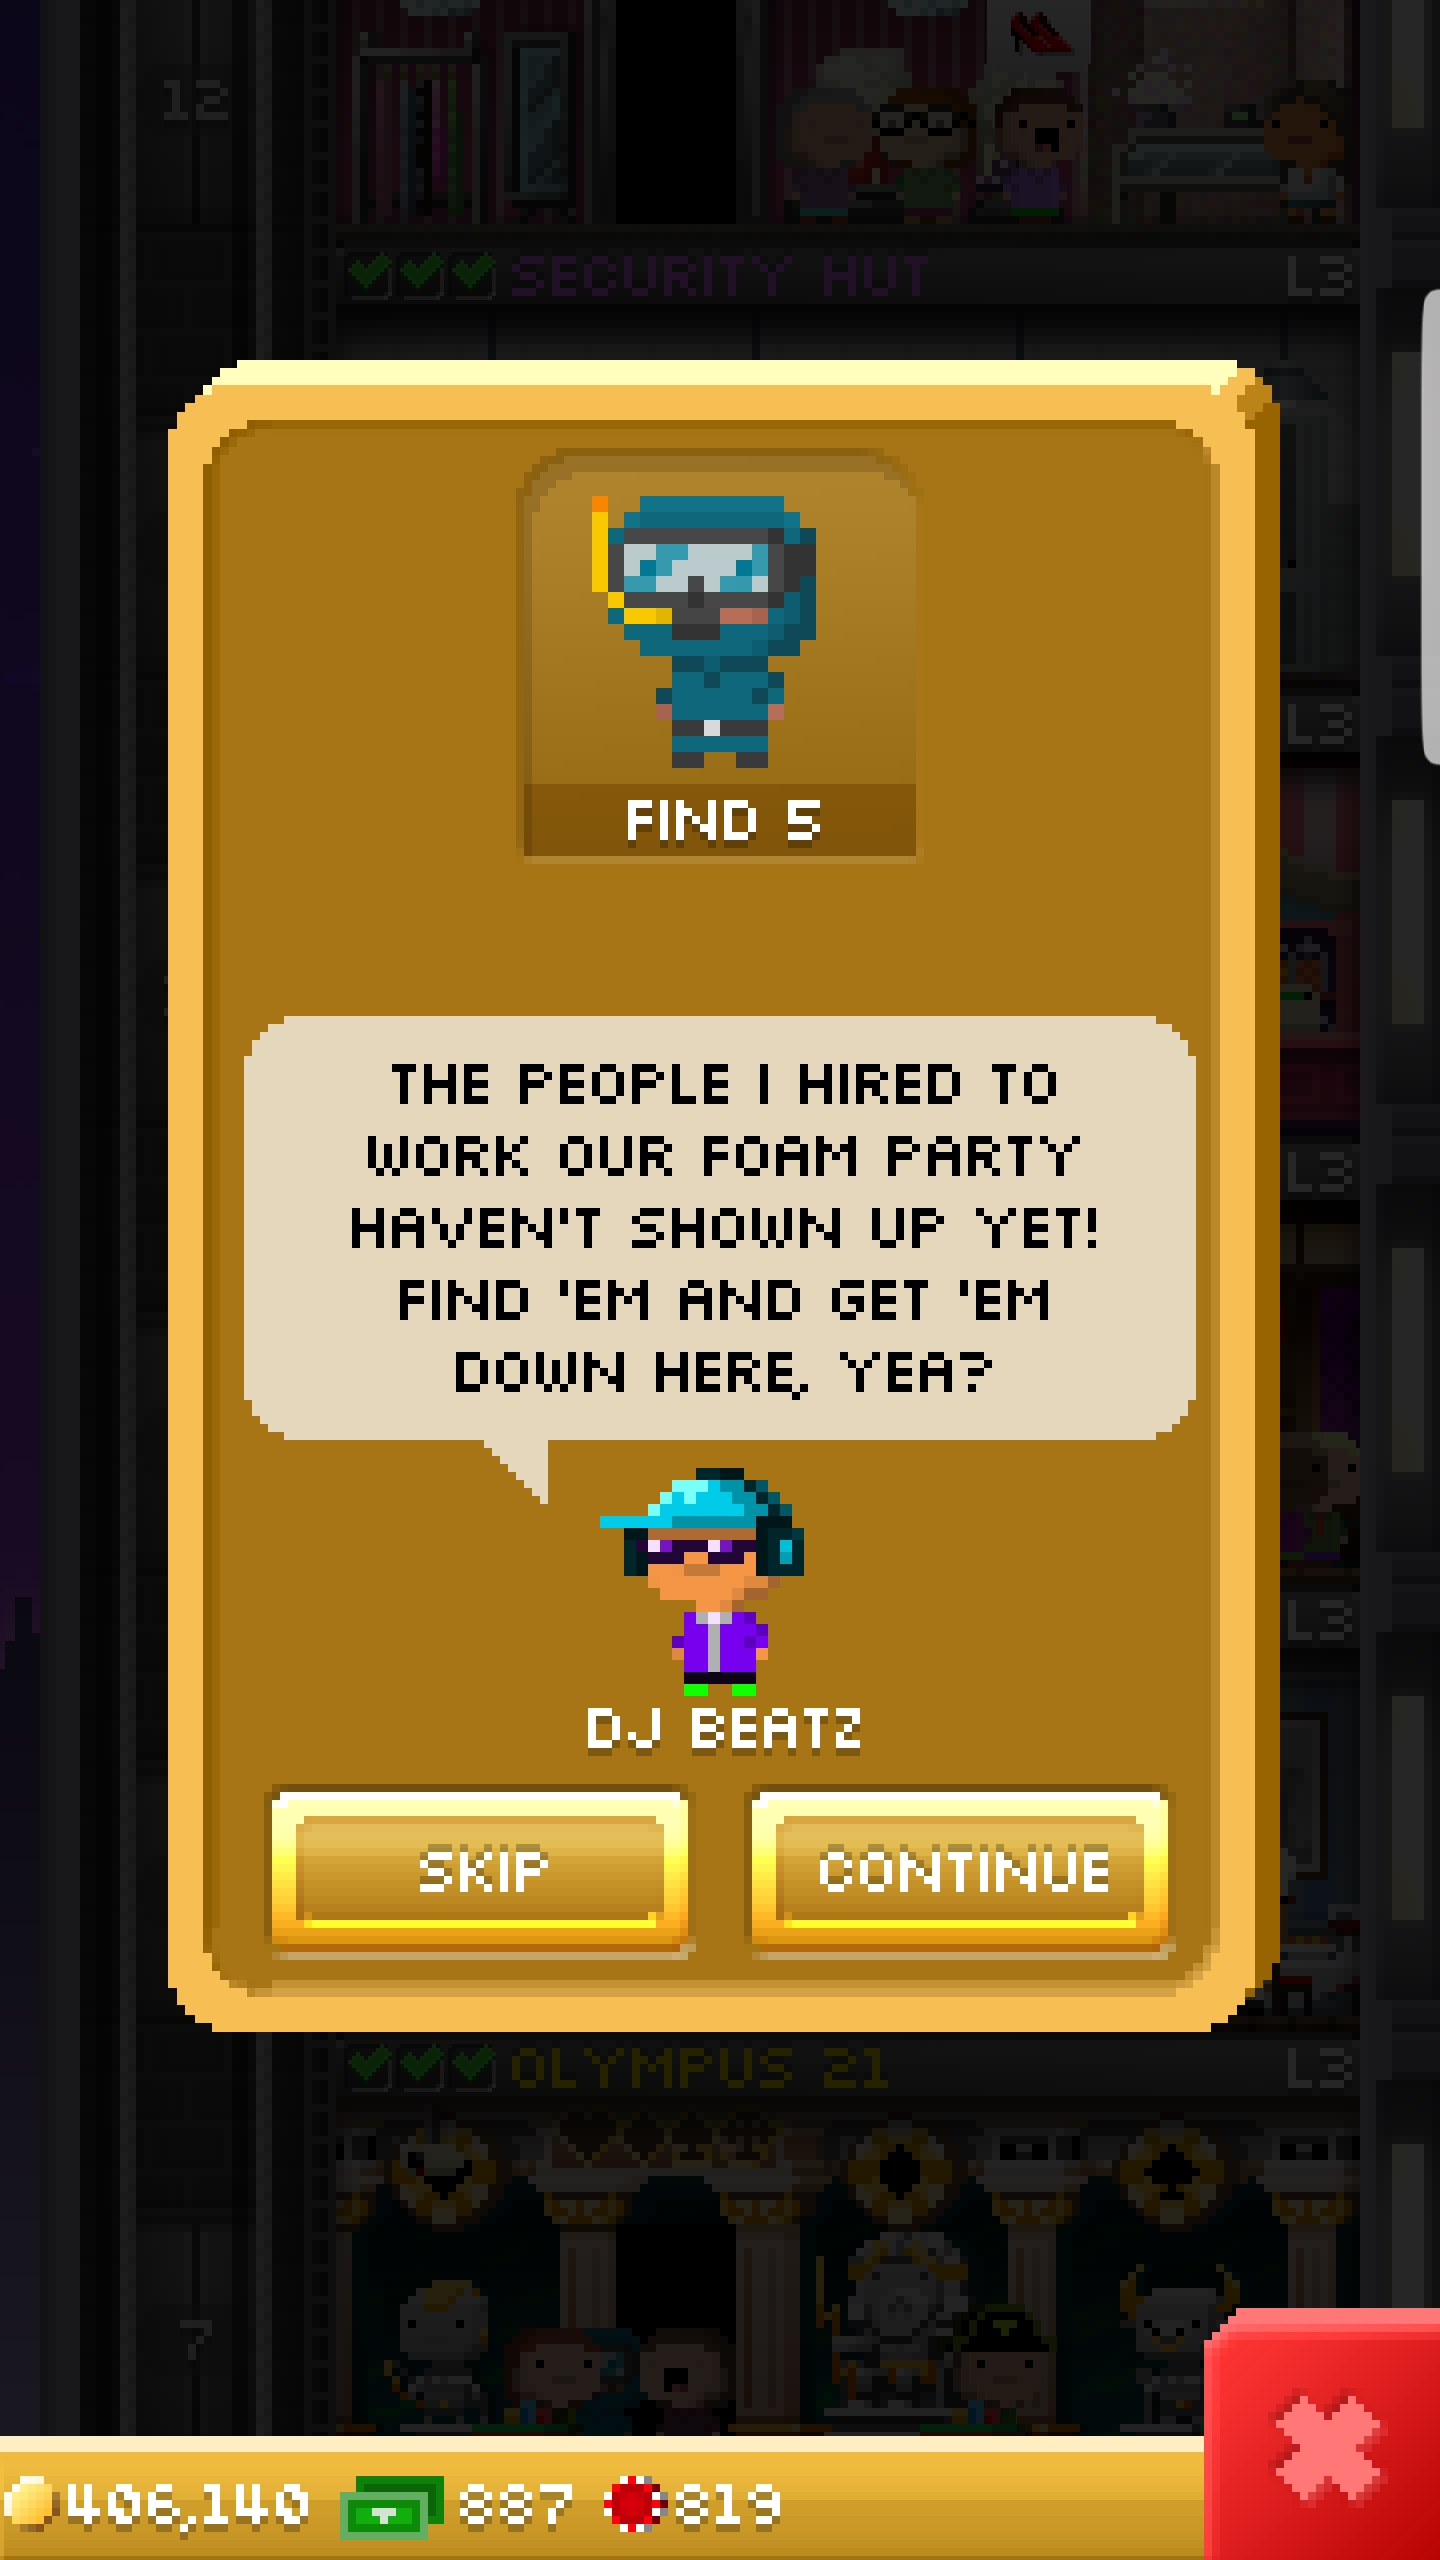 12
SECURITY HUT L3
FIND 5
L3
THE PEOPLE I HIRED TO
WORK OUR FOAM PARTY
HAVEN'T SHOWN UP YET!
FIND 'EM AND GET 'EM
DOWN HERE, YEA?
L3
L3
DJ BEATZ
SKIP CONTINUE
OLYMPUS 21 L3
7
406,140 887 819